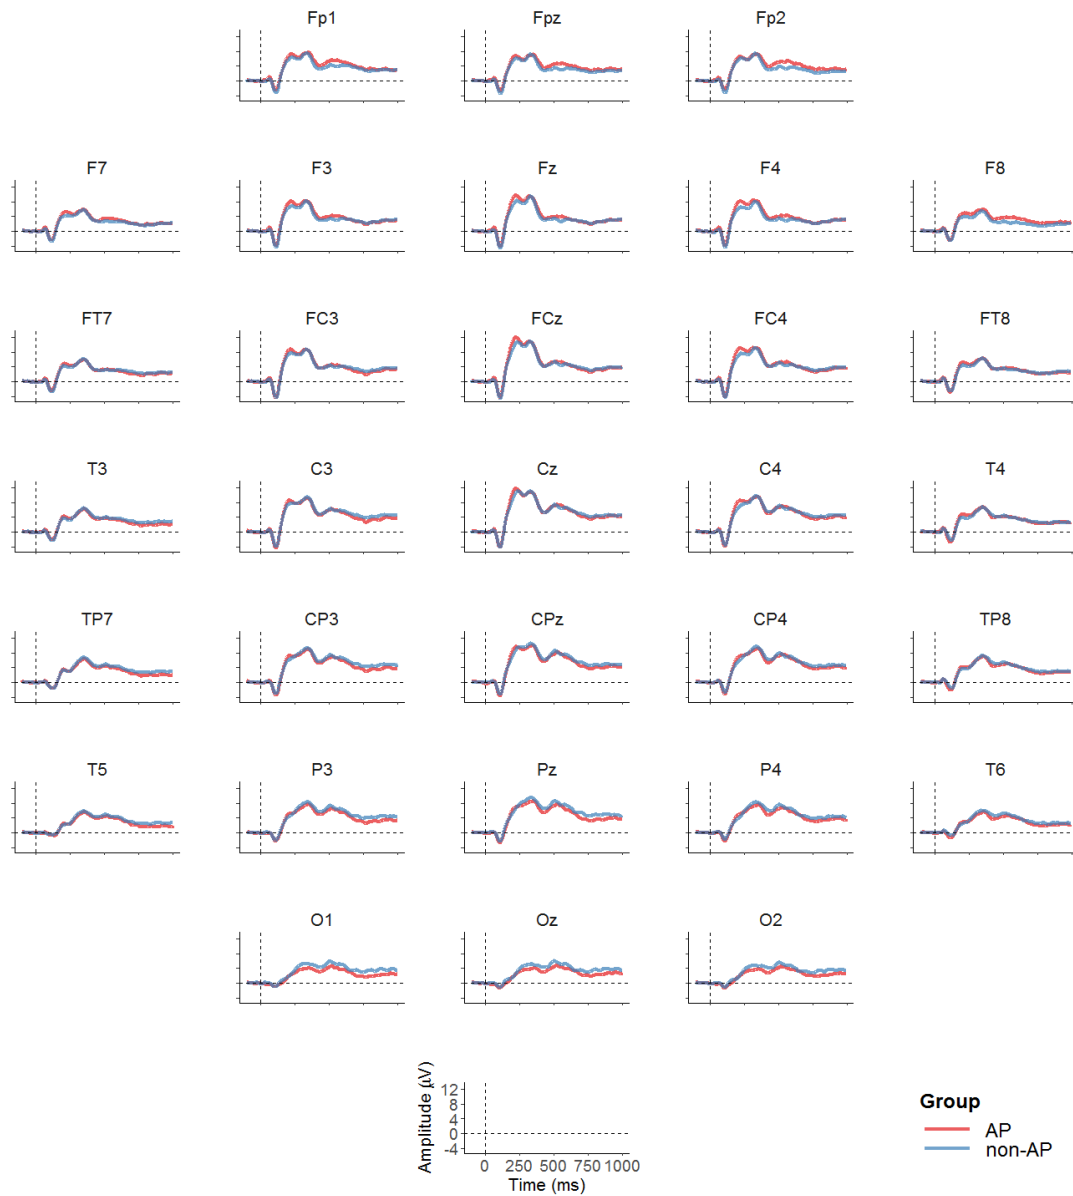 Fp1 Fpz Fp2
F7 F3 Fz F4 F8
FT7 FC3 FCz FC4 FT8
T3 C3 Cz C4 T4
TP7 CP3 CPz CP4 TP8
T5 P3 Pz P4 T6
O1 Oz O2
Amplitude (µV)
12
8
4
0
-4
0 250 500 750 1000
Time (ms)
Group
AP
non-AP